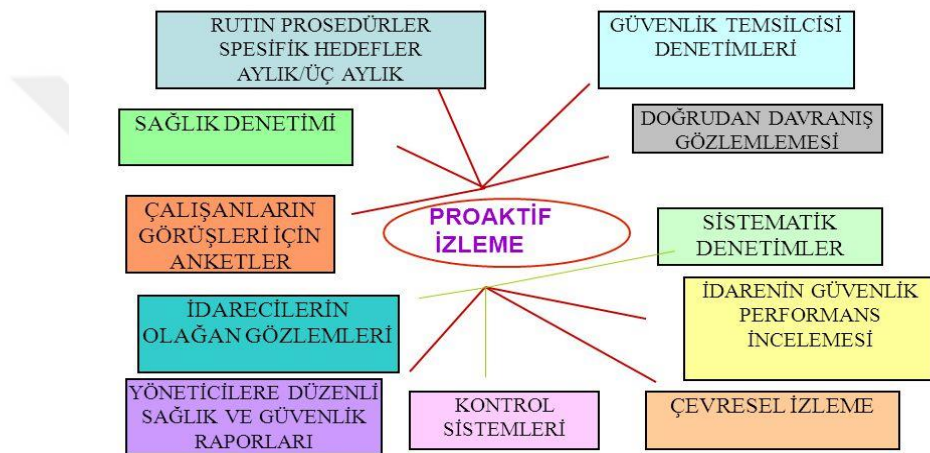 RUTIN PROSEDÜRLER
SPESİFİK HEDEFLER
AYLIK/ÜÇ AYLIK
GÜVENLİK TEMSİLCİSİ
DENETİMLERİ
SAĞLIK DENETİMİ
DOĞRUDAN DAVRANIŞ
GÖZLEMLEMESİ
ÇALIŞANLARIN
GÖRÜŞLERİ İÇİN
ANKETLER
PROAKTİF
İZLEME
SİSTEMATİK
DENETİMLER
İDARECİLERİN
OLAĞAN GÖZLEMLERİ
İDARENİN GÜVENLİK
PERFORMANS
İNCELEMESİ
YÖNETİCİLERE DÜZENLİ
SAĞLIK VE GÜVENLİK
RAPORLARI
KONTROL
SİSTEMLERİ
ÇEVRESEL İZLEME